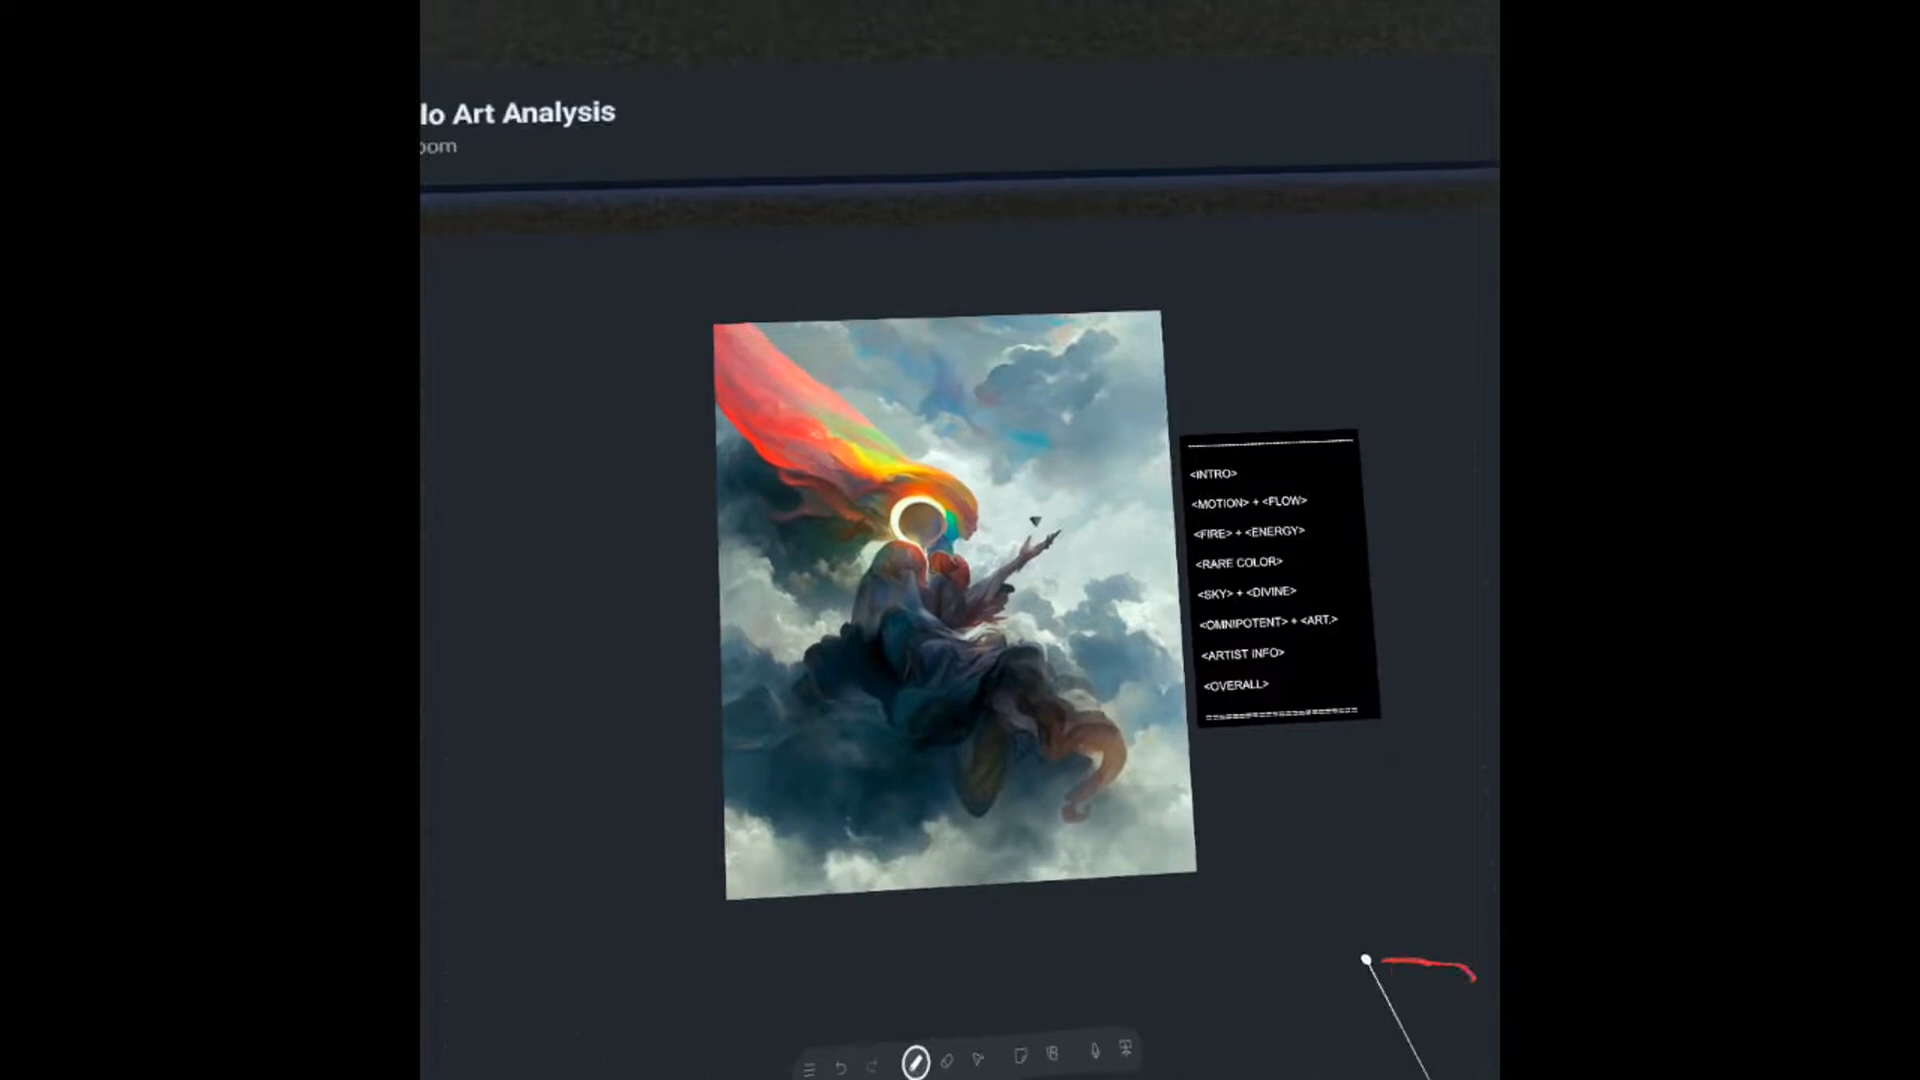 lo Art Analysis
oom
<INTRO>
<MOTION> + <FLOW>
<FIRE> + <ENERGY>
<RARE COLOR>
<SKY> + <DIVINE>
<OMNIPOTENT> + <ART.>
<ARTIST INFO>
<OVERALL>